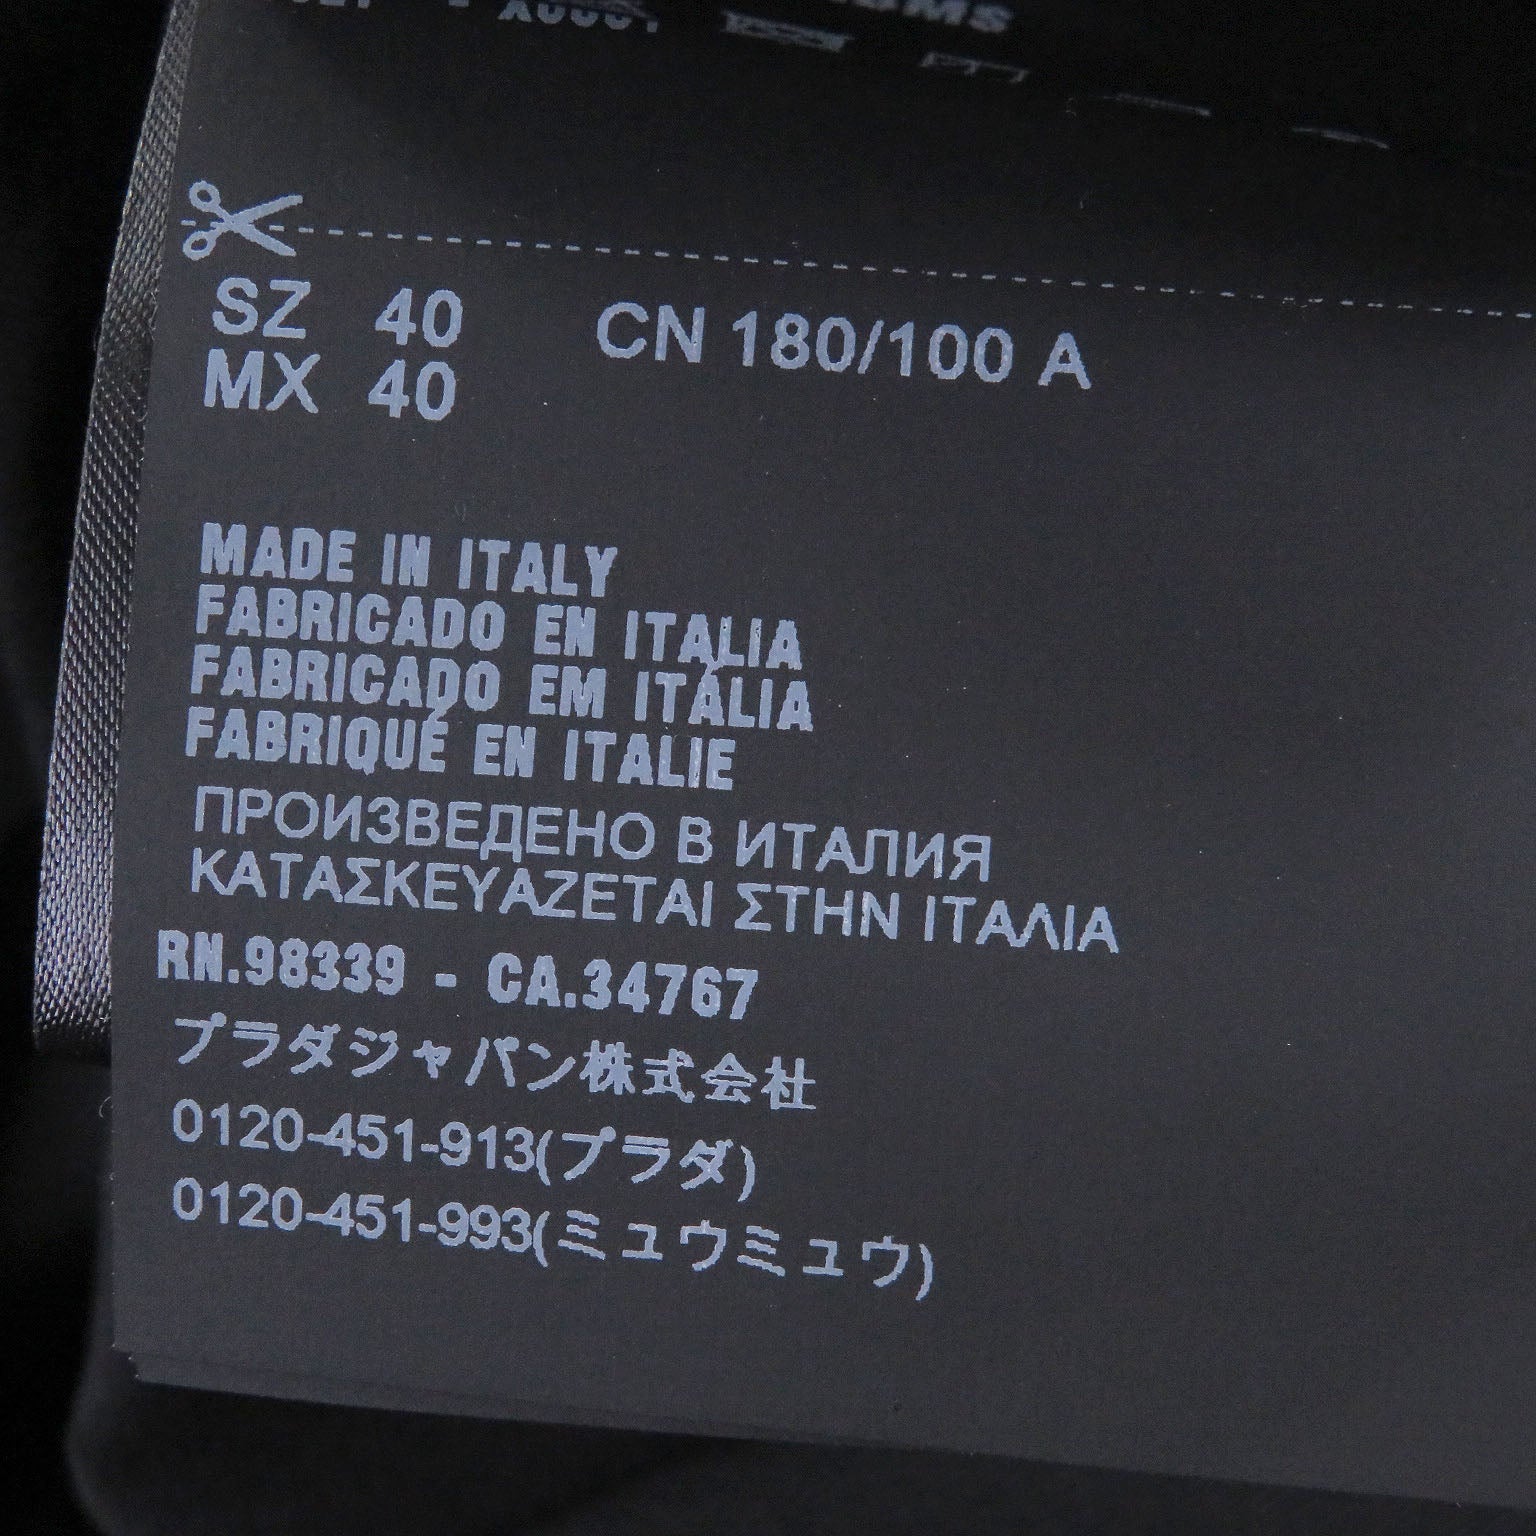 SZ 40 CN 180/100 A
MX 40
MADE IN ITALY
FABRICADO EN ITALIA
FABRICADO EM ITÁLIA
FABRIQUÉ EN ITALIE
ПРОИЗВЕДЕНО В ИТАЛИЯ
ΚΑΤΑΣΚΕΥΑΖΕΤΑΙ ΣΤΗΝ ΙΤΑΛΙΑ
RN.98339 - CA.34767
プラダジャパン株式会社
0120-451-913(プラダ)
0120-451-993(ミュウミュウ)